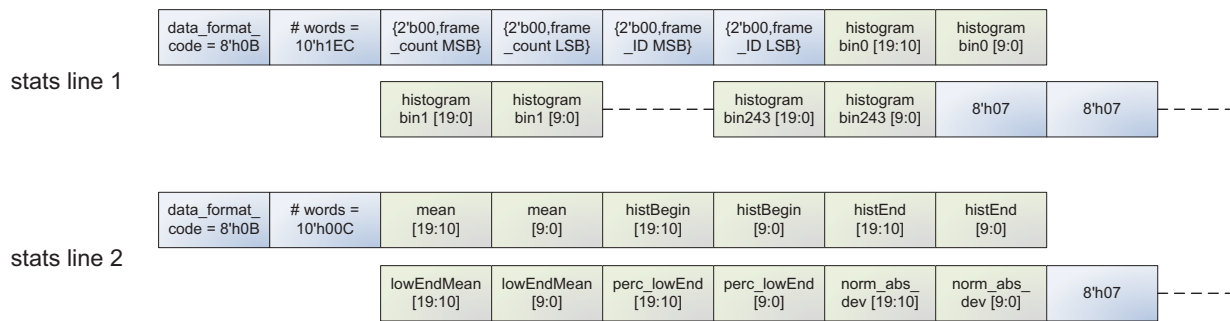 stats line 1
data_format_
code = 8'h0B
# words =
10'h1EC
{2'b00,frame
_count MSB}
{2'b00,frame
_count LSB}
{2'b00,frame
_ID MSB}
{2'b00,frame
_ID LSB}
histogram
bin0 [19:10]
histogram
bin0 [9:0]
histogram
bin1 [19:0]
histogram
bin1 [9:0]
histogram
bin243 [19:0]
histogram
bin243 [9:0]
8'h07
8'h07
stats line 2
data_format_
code = 8'h0B
# words =
10'h00C
mean
[19:10]
mean
[9:0]
histBegin
[19:10]
histBegin
[9:0]
histEnd
[19:10]
histEnd
[9:0]
lowEndMean
[19:10]
lowEndMean
[9:0]
perc_lowEnd
[19:10]
perc_lowEnd
[9:0]
norm_abs_
dev [19:10]
norm_abs_
dev [9:0]
8'h07